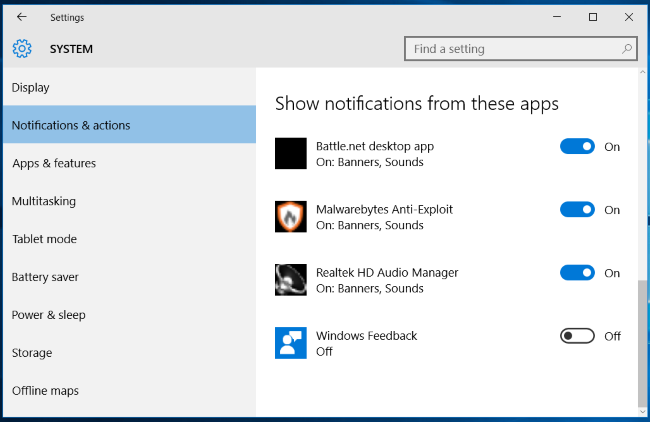 Settings
SYSTEM
Find a setting
Display
Notifications & actions
Apps & features
Multitasking
Tablet mode
Battery saver
Power & sleep
Storage
Offline maps
Show notifications from these apps
Battle.net desktop app
On: Banners, Sounds
On
Malwarebytes Anti-Exploit
On: Banners, Sounds
On
Realtek HD Audio Manager
On: Banners, Sounds
On
Windows Feedback
Off
Off